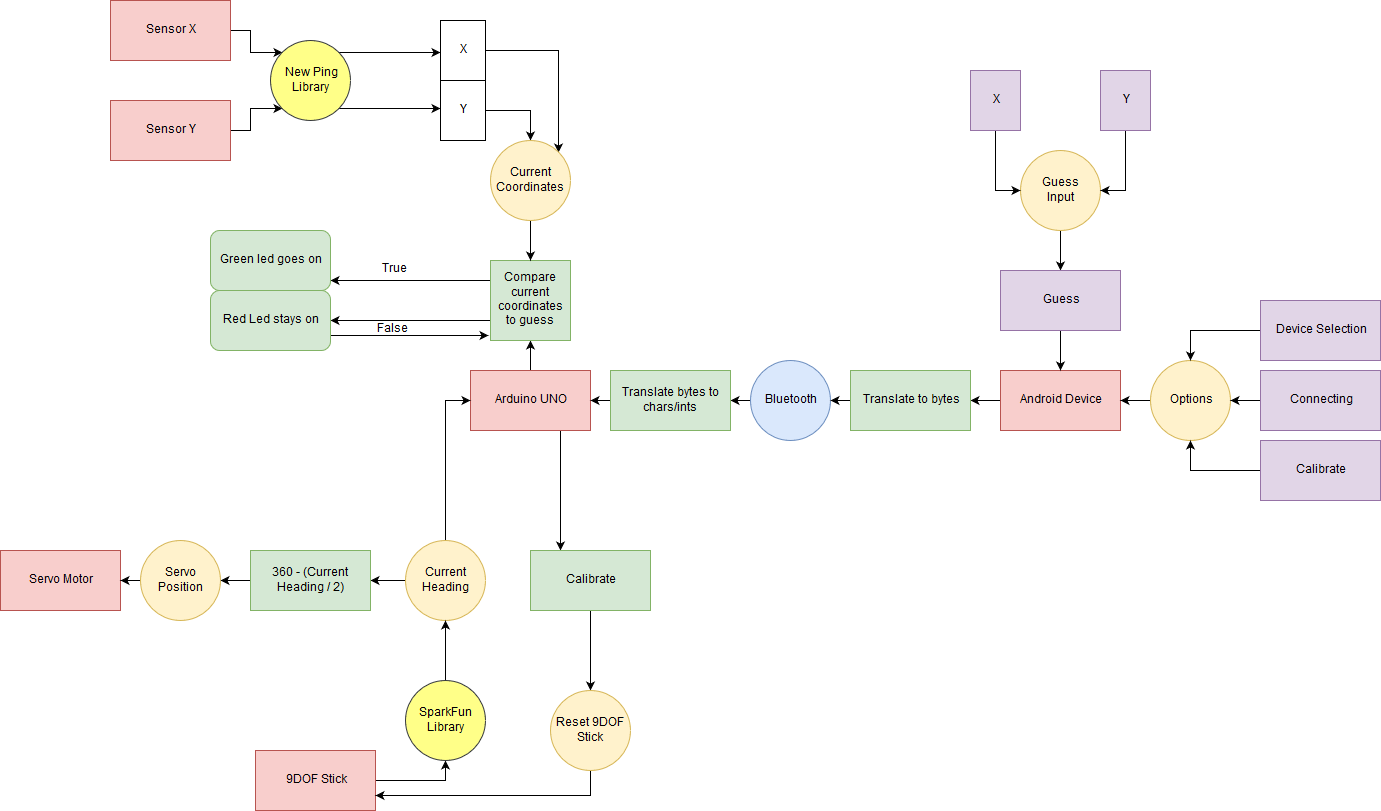 Sensor X
New Ping
Library
Sensor Y
X
Y
Current
Coordinates
X
Y
Guess
Input
Green led goes on
True
Red Led stays on
False
Compare
current
coordinates
to guess
Guess
Device Selection
Arduino UNO
Translate bytes to
chars/ints
Bluetooth
Translate to bytes
Android Device
Options
Connecting
Calibrate
Servo Motor
Servo
Position
360 - (Current
Heading / 2)
Current
Heading
Calibrate
SparkFun
Library
Reset 9DOF
Stick
9DOF Stick